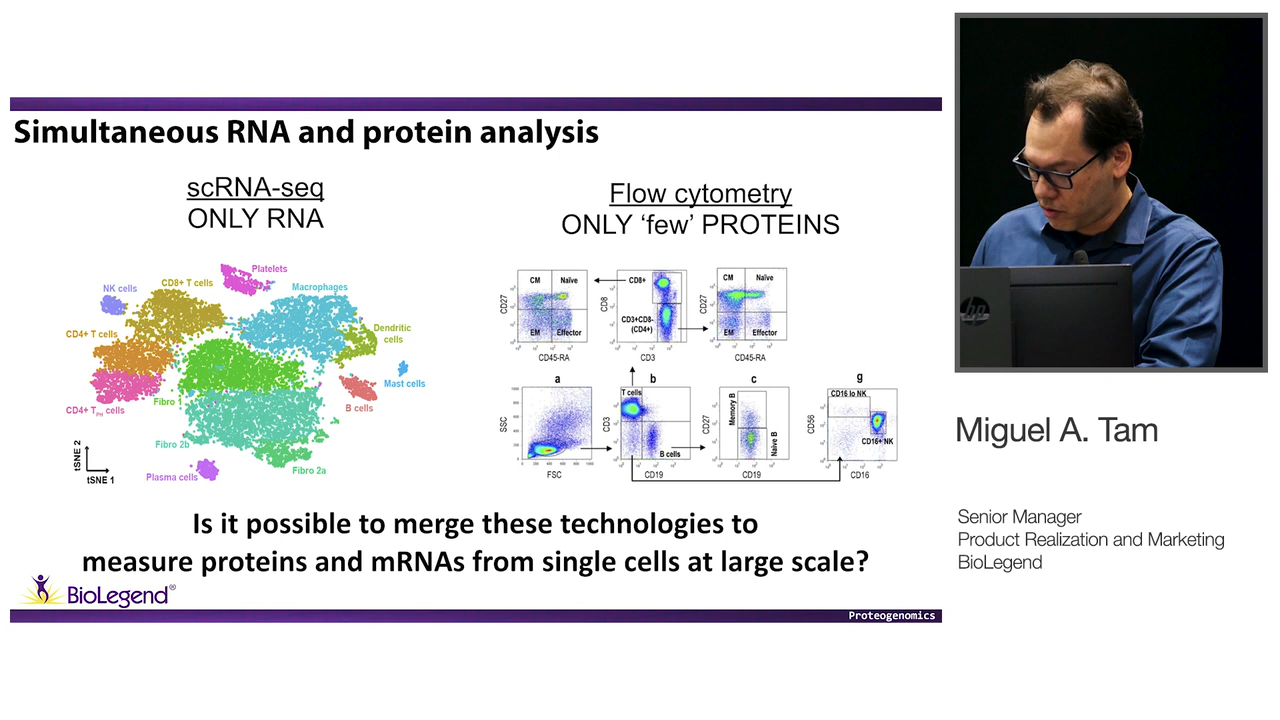 Simultaneous RNA and protein analysis
scRNA-seq
ONLY RNA
Flow cytometry
ONLY ‘few’ PROTEINS
Platelets
NK cells
CD8+ T cells
Macrophages
CD4+ T cells
Dendritic
cells
Mast cells
CD4+ TPH cells
Fibro 1
B cells
Fibro 2b
Fibro 2a
Plasma cells
tSNE 2
tSNE 1
CM
Naïve
EM
Effector
CD27
CD45-RA
CD8+
CD3+CD8-
(CD4+)
CD8
CD3
CM
Naïve
EM
Effector
CD27
CD45-RA
a
SSC
FSC
b
T cells
B cells
CD3
CD19
c
Memory B
Naive B
CD27
CD19
g
CD16 lo NK
CD16+ NK
CD56
CD16
Is it possible to merge these technologies to
measure proteins and mRNAs from single cells at large scale?
BioLegend®
Proteogenomics
hp
Miguel A. Tam
Senior Manager
Product Realization and Marketing
BioLegend